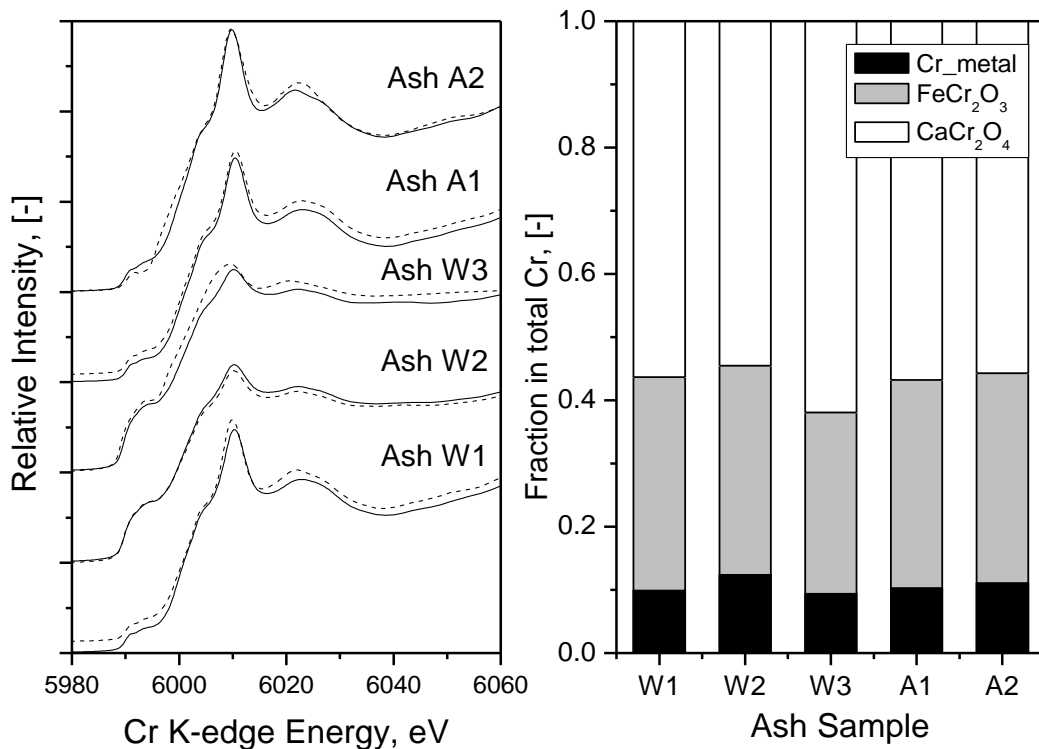 Relative Intensity, [-]
Ash A2
Ash A1
Ash W3
Ash W2
Ash W1
5980 6000 6020 6040 6060
Cr K-edge Energy, eV
Fraction in total Cr, [-]
1.0
0.8
0.6
0.4
0.2
0.0
Cr_metal
FeCr₂O₃
CaCr₂O₄
W1 W2 W3 A1 A2
Ash Sample